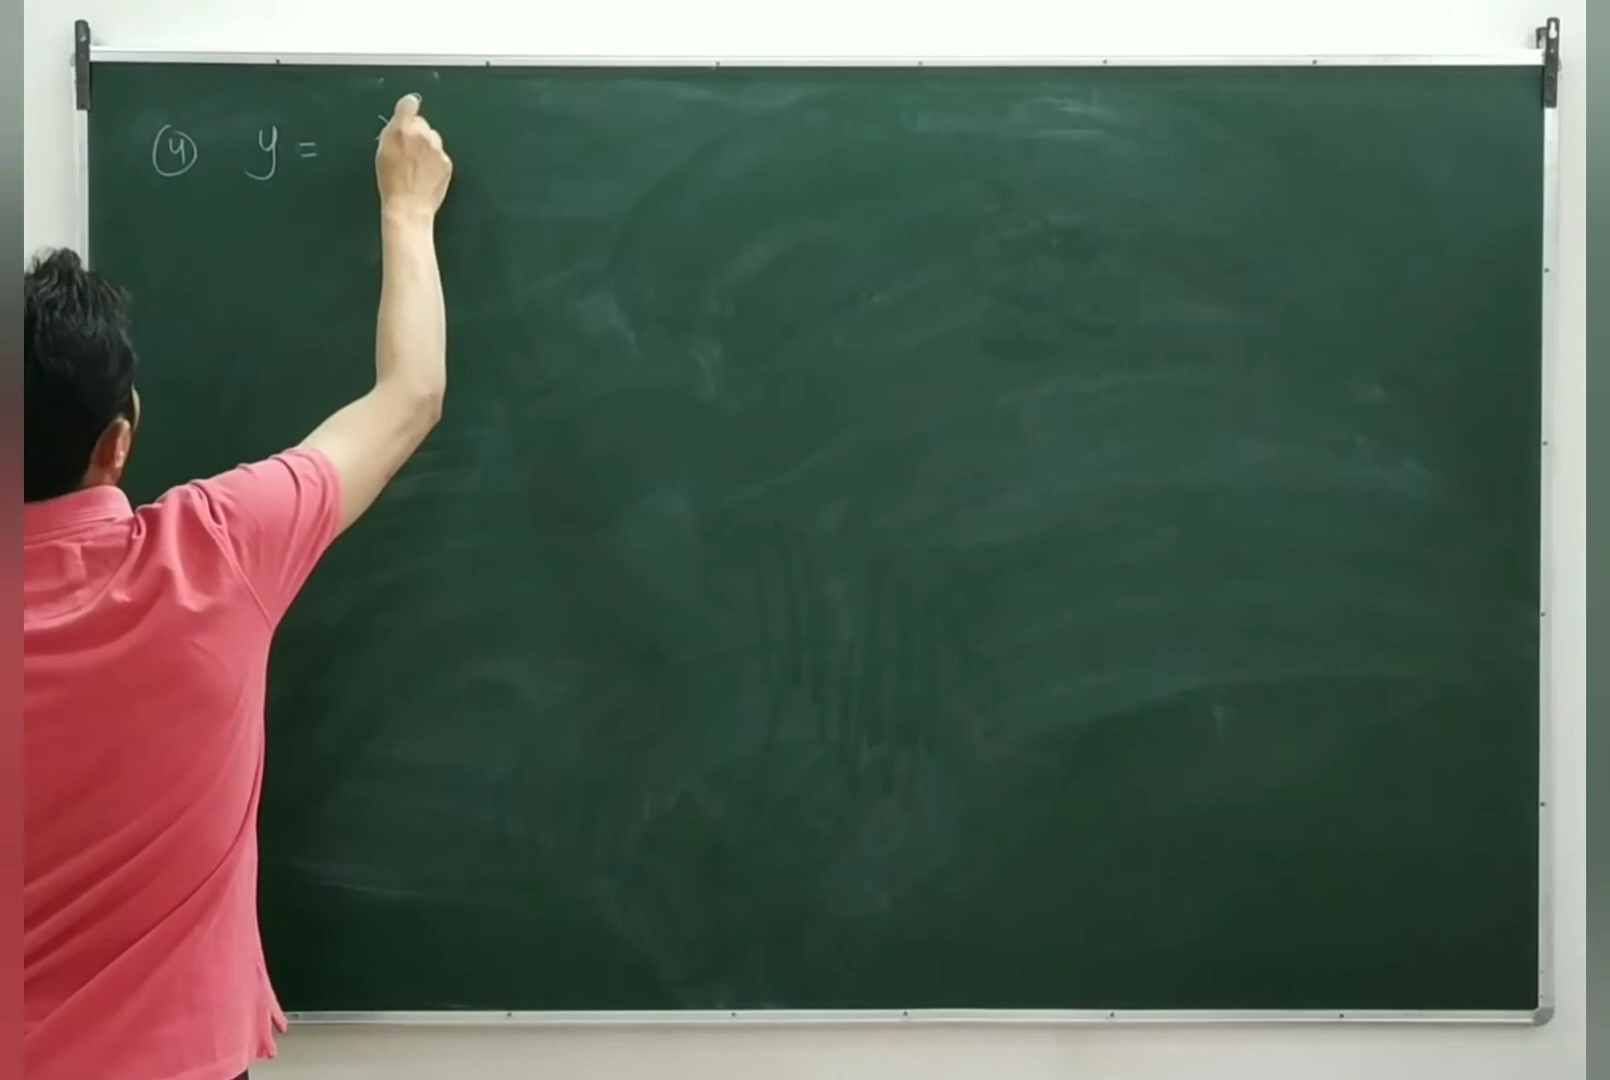 ④ y =